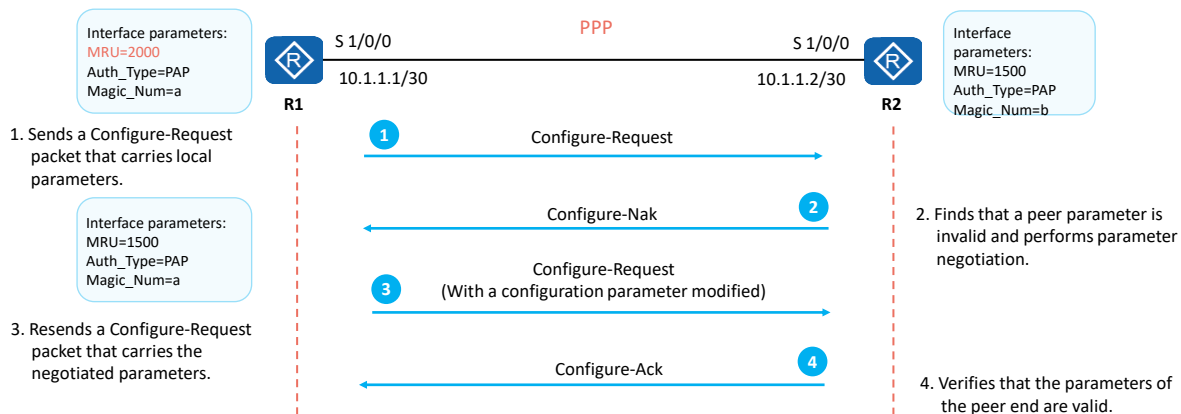 PPP
Interface parameters:
MRU=2000
Auth_Type=PAP
Magic_Num=a
R
S 1/0/0
10.1.1.1/30
R1
S 1/0/0
10.1.1.2/30
R
R2
Interface
parameters:
MRU=1500
Auth_Type=PAP
Magic_Num=b
1. Sends a Configure-Request
packet that carries local
parameters.
1
Configure-Request
Interface parameters:
MRU=1500
Auth_Type=PAP
Magic_Num=a
Configure-Nak
2
2. Finds that a peer parameter is
invalid and performs parameter
negotiation.
Configure-Request
(With a configuration parameter modified)
3
3. Resends a Configure-Request
packet that carries the
negotiated parameters.
Configure-Ack
4
4. Verifies that the parameters of
the peer end are valid.